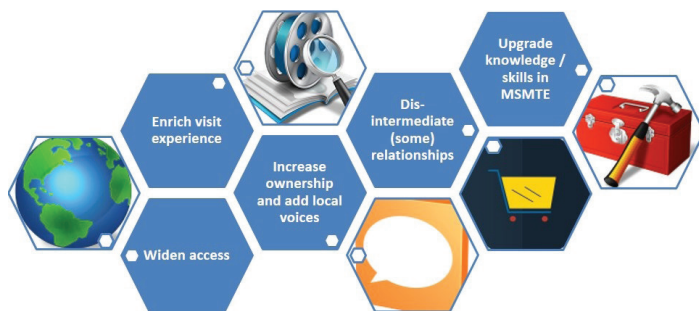 Enrich visit
experience
Widen access
Increase
ownership
and add local
voices
Dis-
intermediate
(some)
relationships
Upgrade
knowledge /
skills in
MSMTE